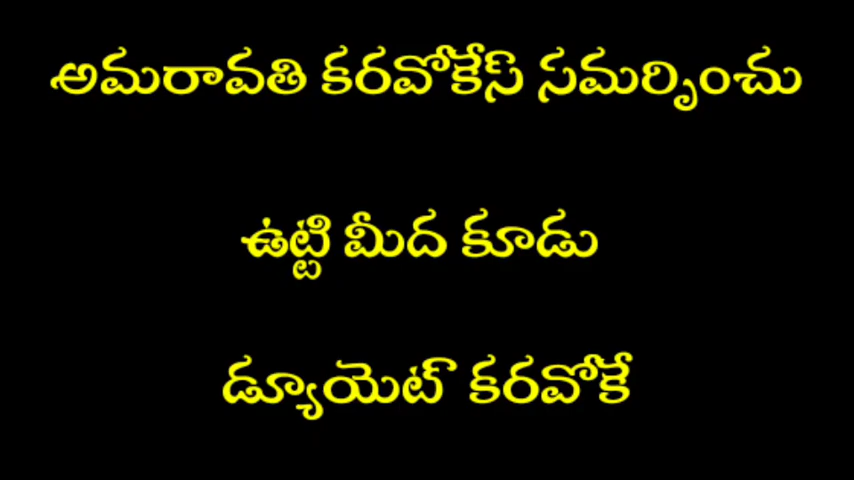 అమరావతి కరవోకేస్ సమర్పించు
ఉట్టి మీద కూడు
డ్యూయెట్ కరవోకే